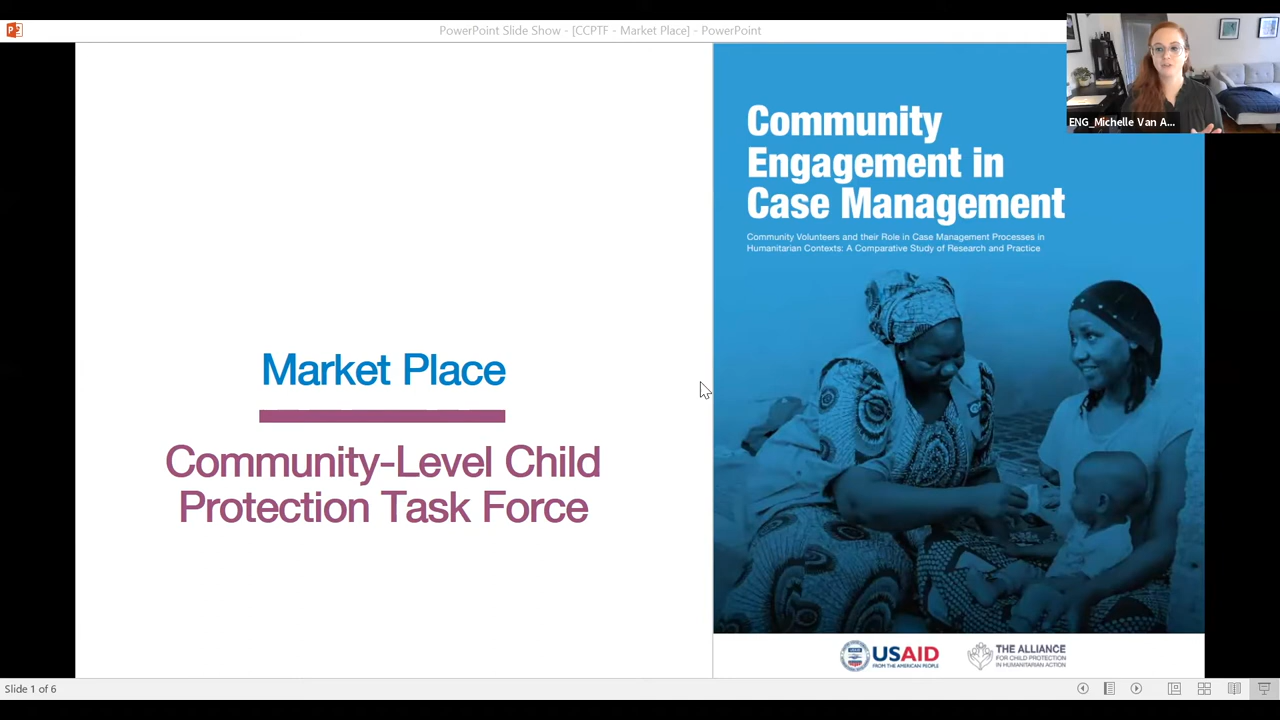 PowerPoint Slide Show - [CCPTF - Market Place] - PowerPoint
ENG_Michelle Van A...
Market Place
Community-Level Child
Protection Task Force
Community
Engagement in
Case Management
Community Volunteers and their Role in Case Management Processes in
Humanitarian Contexts: A Comparative Study of Research and Practice
USAID
FROM THE AMERICAN PEOPLE
THE ALLIANCE
FOR CHILD PROTECTION
IN HUMANITARIAN ACTION
Slide 1 of 6